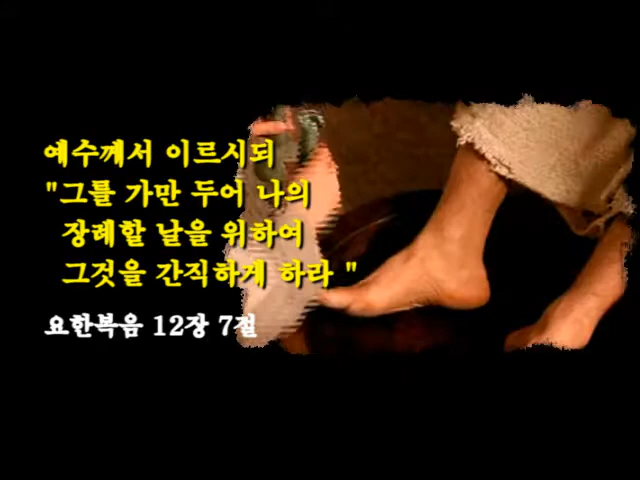 예수께서 이르시되
"그를 가만 두어 나의
장례할 날을 위하여
그것을 간직하게 하라 "
요한복음 12장 7절